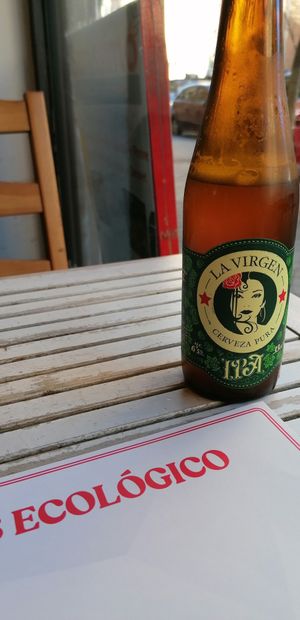 LA VIRGEN
CERVEZA PURA
IPA
ECOLÓGICO